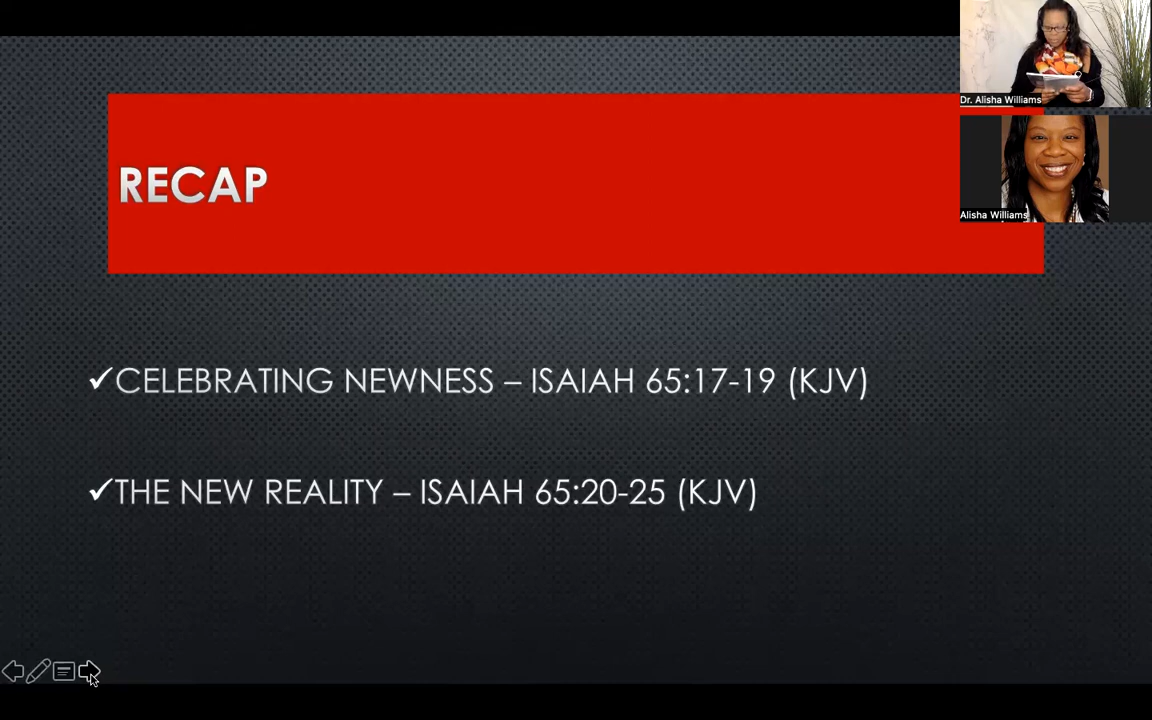 RECAP
Dr. Alisha Williams
Alisha Williams
✓CELEBRATING NEWNESS – ISAIAH 65:17-19 (KJV)
✓THE NEW REALITY – ISAIAH 65:20-25 (KJV)